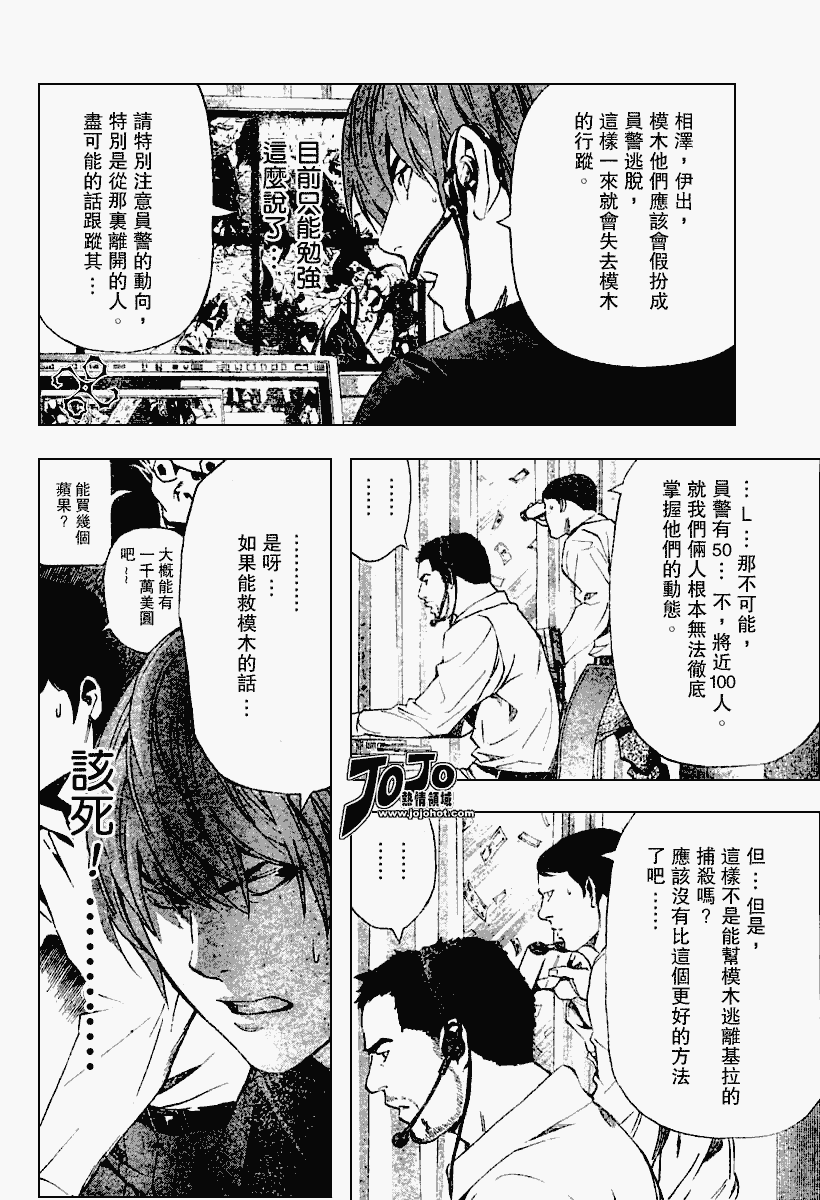 相澤，伊出，
模木他們應該會假扮成
員警逃脫，
這樣一來就會失去模木
的行蹤。
目前只能勉強
這麼說了…
請特別注意員警的動向，
特別是從那裏離開的人。
盡可能的話跟蹤其…
…L…那不可能，
員警有50…不，將近100人。
就我們倆人根本無法徹底
掌握他們的動態。
……
但…但是，
這樣不是能幫模木逃離基拉的
捕殺嗎？
應該沒有比這個更好的方法
了吧……
……
…………
是呀…
如果能救模木的話…
大概能有
一千萬美圓
吧~~
能買幾個
蘋果？
該死！…………
JOJO
熱情領域
www.jojohot.com